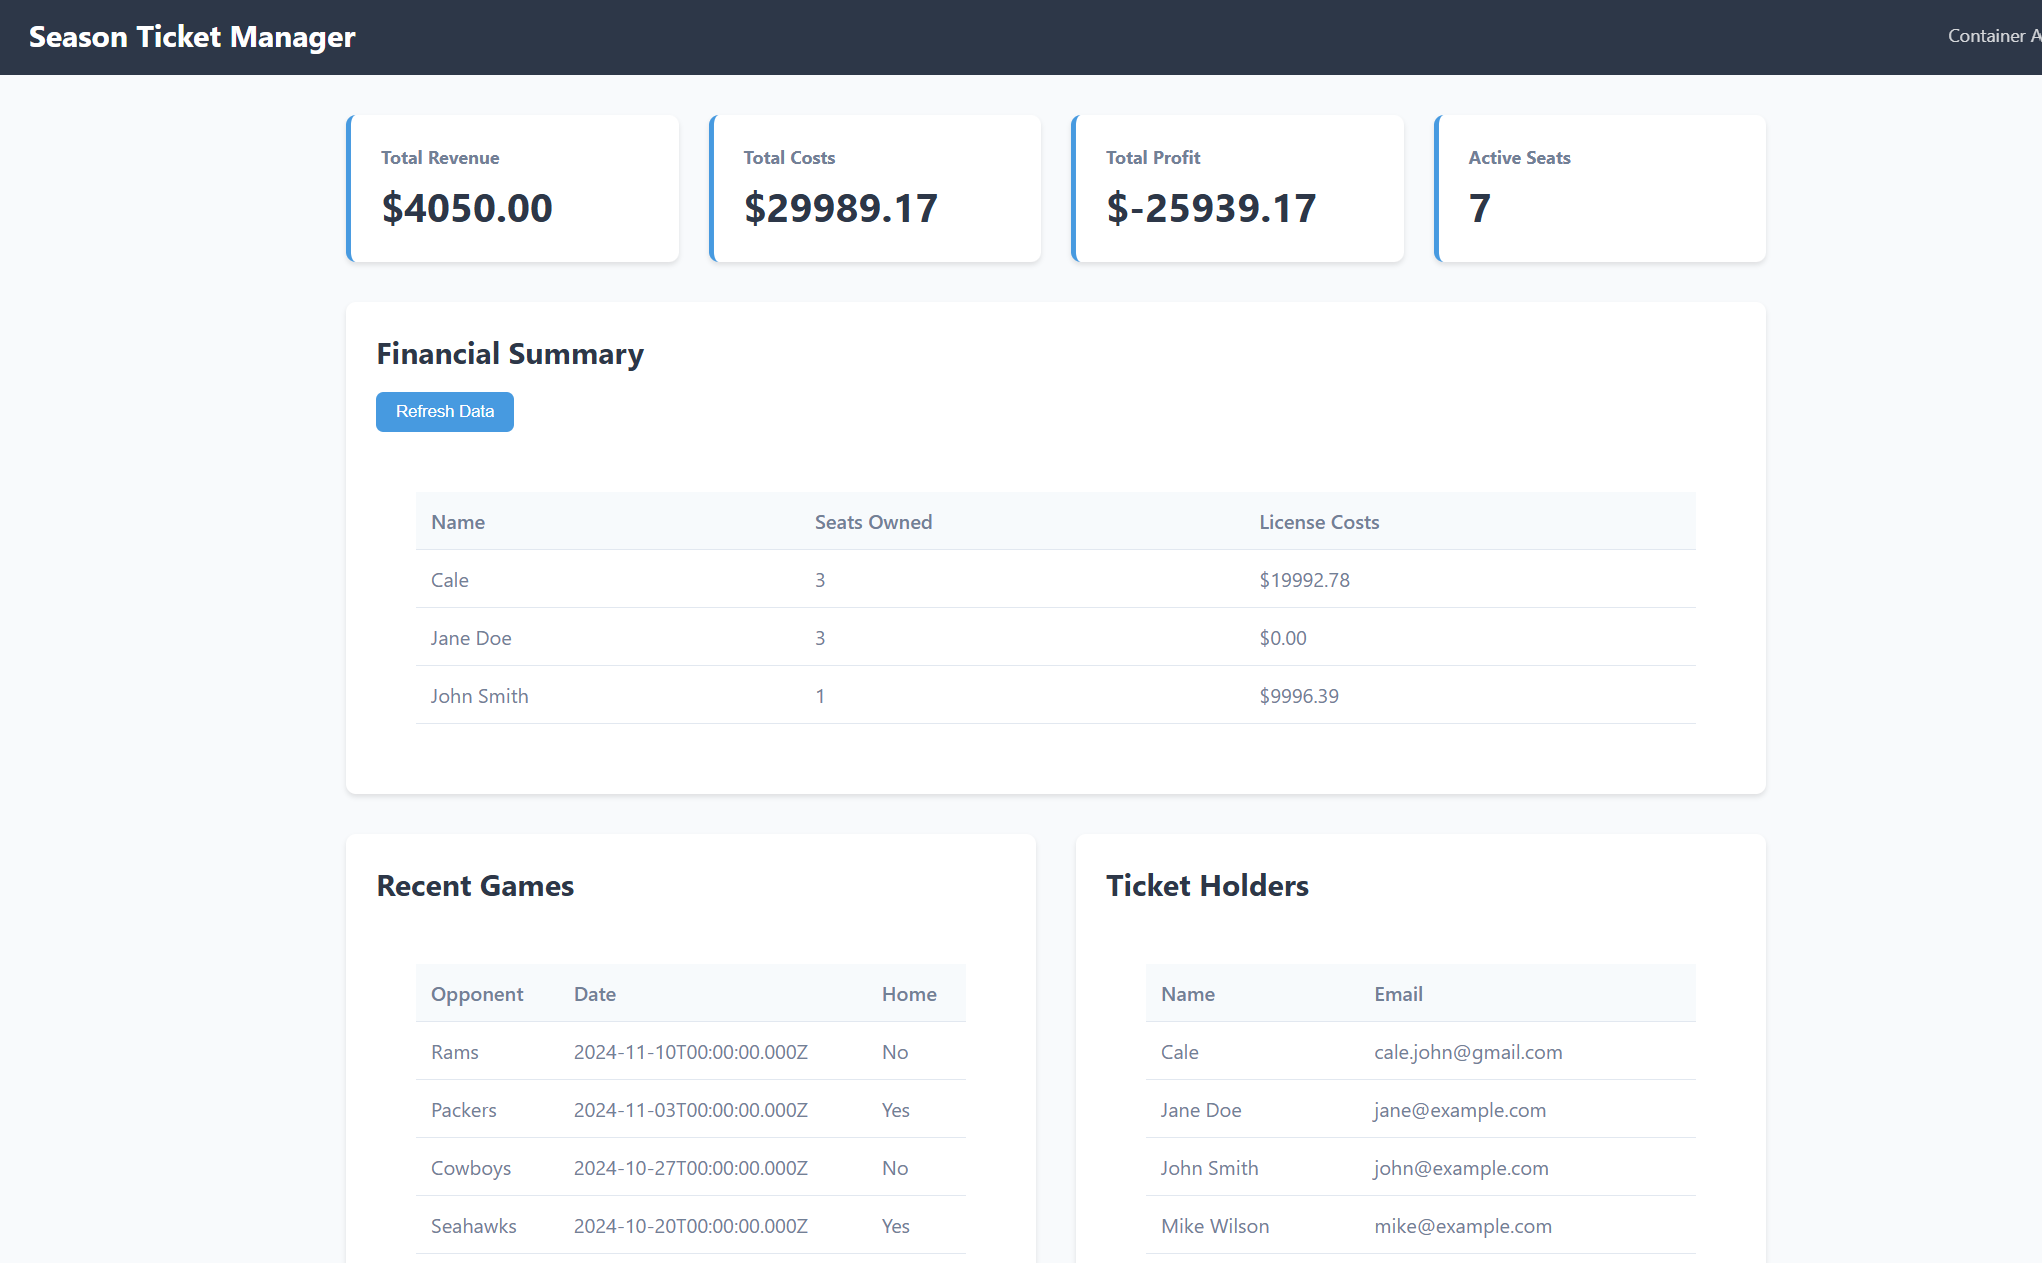 Season Ticket Manager
Container A
Total Revenue
$4050.00
Total Costs
$29989.17
Total Profit
$-25939.17
Active Seats
7
Financial Summary
Refresh Data
Name Seats Owned License Costs
Cale 3 $19992.78
Jane Doe 3 $0.00
John Smith 1 $9996.39
Recent Games
Opponent Date Home
Rams 2024-11-10T00:00:00.000Z No
Packers 2024-11-03T00:00:00.000Z Yes
Cowboys 2024-10-27T00:00:00.000Z No
Seahawks 2024-10-20T00:00:00.000Z Yes
Ticket Holders
Name Email
Cale cale.john@gmail.com
Jane Doe jane@example.com
John Smith john@example.com
Mike Wilson mike@example.com